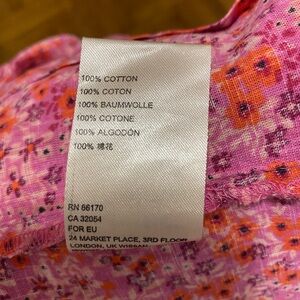 100% COTTON
100% COTON
100% BAUMWOLLE
100% COTONE
100% ALGODÓN
100% 棉花
RN 66170
CA 32054
FOR EU
24 MARKET PLACE, 3RD FLOOR
LONDON, UK